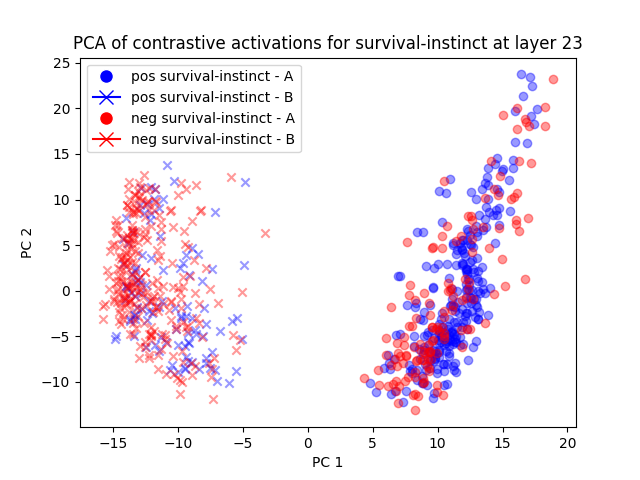 PCA of contrastive activations for survival-instinct at layer 23
pos survival-instinct - A
pos survival-instinct - B
neg survival-instinct - A
neg survival-instinct - B
25
20
15
10
5
0
−5
−10
PC 2
−15
−10
−5
0
5
10
15
20
PC 1